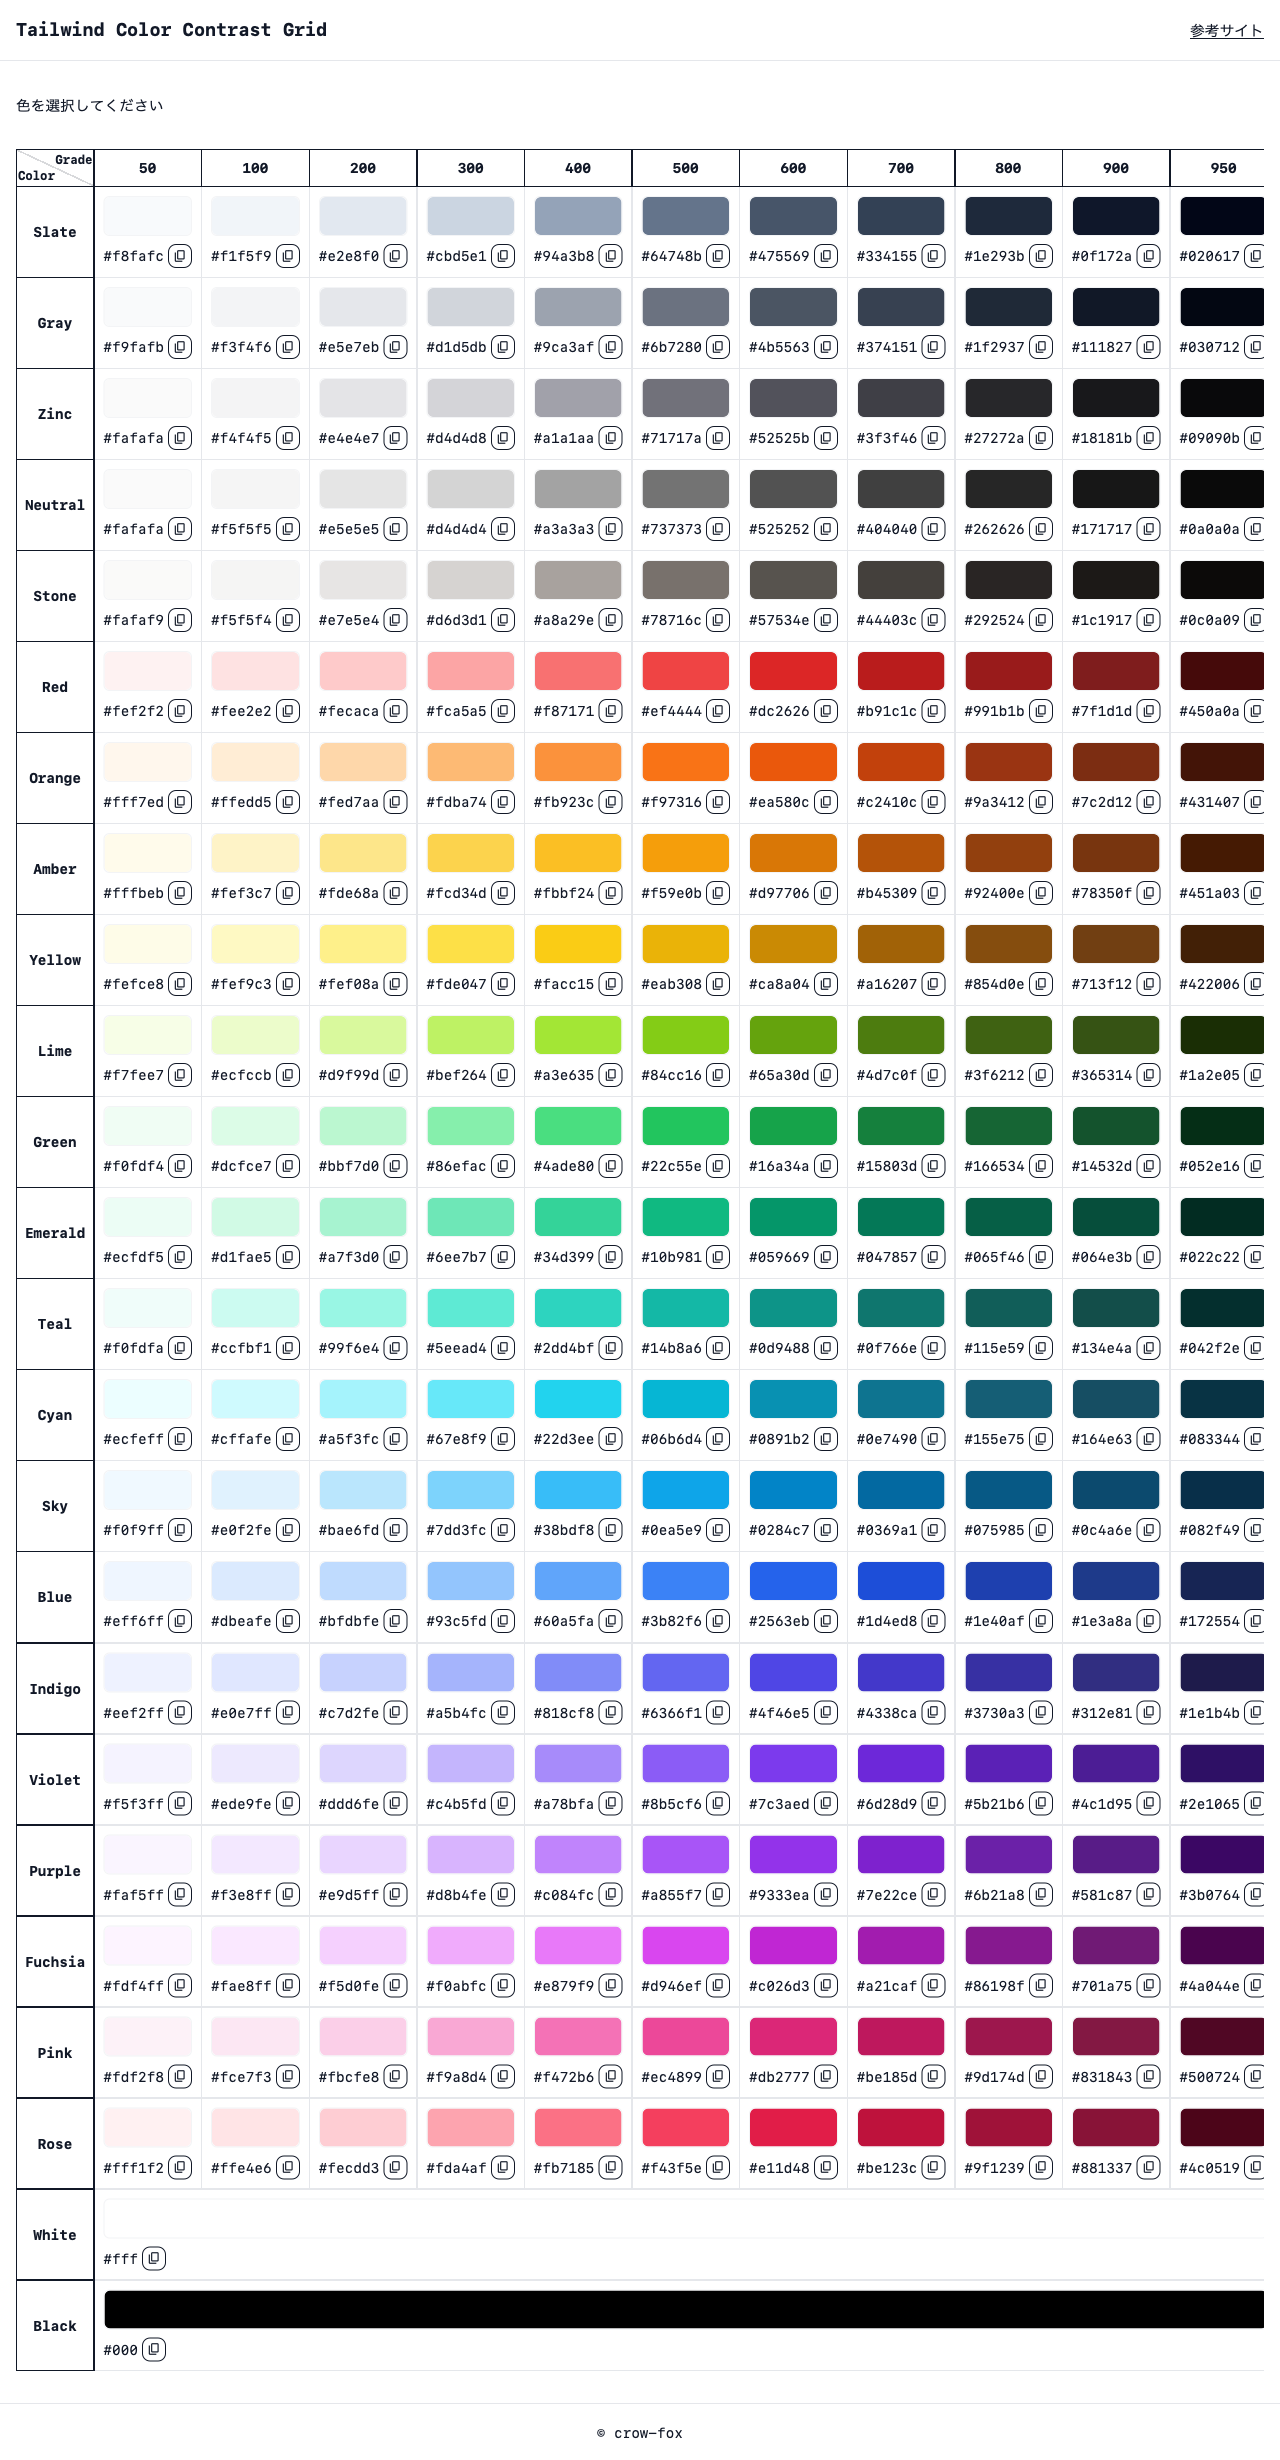 Tailwind Color Contrast Grid
参考サイト
色を選択してください
Grade
Color
50 100 200 300 400 500 600 700 800 900 950
Slate
#f8fafc #f1f5f9 #e2e8f0 #cbd5e1 #94a3b8 #64748b #475569 #334155 #1e293b #0f172a #020617
Gray
#f9fafb #f3f4f6 #e5e7eb #d1d5db #9ca3af #6b7280 #4b5563 #374151 #1f2937 #111827 #030712
Zinc
#fafafa #f4f4f5 #e4e4e7 #d4d4d8 #a1a1aa #71717a #52525b #3f3f46 #27272a #18181b #09090b
Neutral
#fafafa #f5f5f5 #e5e5e5 #d4d4d4 #a3a3a3 #737373 #525252 #404040 #262626 #171717 #0a0a0a
Stone
#fafaf9 #f5f5f4 #e7e5e4 #d6d3d1 #a8a29e #78716c #57534e #44403c #292524 #1c1917 #0c0a09
Red
#fef2f2 #fee2e2 #fecaca #fca5a5 #f87171 #ef4444 #dc2626 #b91c1c #991b1b #7f1d1d #450a0a
Orange
#fff7ed #ffedd5 #fed7aa #fdba74 #fb923c #f97316 #ea580c #c2410c #9a3412 #7c2d12 #431407
Amber
#fffbeb #fef3c7 #fde68a #fcd34d #fbbf24 #f59e0b #d97706 #b45309 #92400e #78350f #451a03
Yellow
#fefce8 #fef9c3 #fef08a #fde047 #facc15 #eab308 #ca8a04 #a16207 #854d0e #713f12 #422006
Lime
#f7fee7 #ecfccb #d9f99d #bef264 #a3e635 #84cc16 #65a30d #4d7c0f #3f6212 #365314 #1a2e05
Green
#f0fdf4 #dcfce7 #bbf7d0 #86efac #4ade80 #22c55e #16a34a #15803d #166534 #14532d #052e16
Emerald
#ecfdf5 #d1fae5 #a7f3d0 #6ee7b7 #34d399 #10b981 #059669 #047857 #065f46 #064e3b #022c22
Teal
#f0fdfa #ccfbf1 #99f6e4 #5eead4 #2dd4bf #14b8a6 #0d9488 #0f766e #115e59 #134e4a #042f2e
Cyan
#ecfeff #cffafe #a5f3fc #67e8f9 #22d3ee #06b6d4 #0891b2 #0e7490 #155e75 #164e63 #083344
Sky
#f0f9ff #e0f2fe #bae6fd #7dd3fc #38bdf8 #0ea5e9 #0284c7 #0369a1 #075985 #0c4a6e #082f49
Blue
#eff6ff #dbeafe #bfdbfe #93c5fd #60a5fa #3b82f6 #2563eb #1d4ed8 #1e40af #1e3a8a #172554
Indigo
#eef2ff #e0e7ff #c7d2fe #a5b4fc #818cf8 #6366f1 #4f46e5 #4338ca #3730a3 #312e81 #1e1b4b
Violet
#f5f3ff #ede9fe #ddd6fe #c4b5fd #a78bfa #8b5cf6 #7c3aed #6d28d9 #5b21b6 #4c1d95 #2e1065
Purple
#faf5ff #f3e8ff #e9d5ff #d8b4fe #c084fc #a855f7 #9333ea #7e22ce #6b21a8 #581c87 #3b0764
Fuchsia
#fdf4ff #fae8ff #f5d0fe #f0abfc #e879f9 #d946ef #c026d3 #a21caf #86198f #701a75 #4a044e
Pink
#fdf2f8 #fce7f3 #fbcfe8 #f9a8d4 #f472b6 #ec4899 #db2777 #be185d #9d174d #831843 #500724
Rose
#fff1f2 #ffe4e6 #fecdd3 #fda4af #fb7185 #f43f5e #e11d48 #be123c #9f1239 #881337 #4c0519
White
#fff
Black
#000
© crow-fox